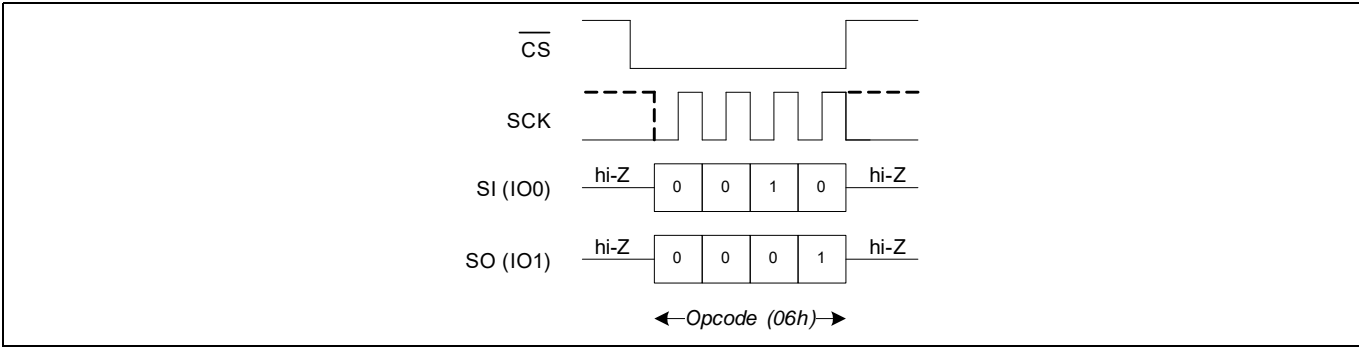 CS
SCK
SI (IO0) hi-Z 0 0 1 0 hi-Z
SO (IO1) hi-Z 0 0 0 1 hi-Z
Opcode (06h)